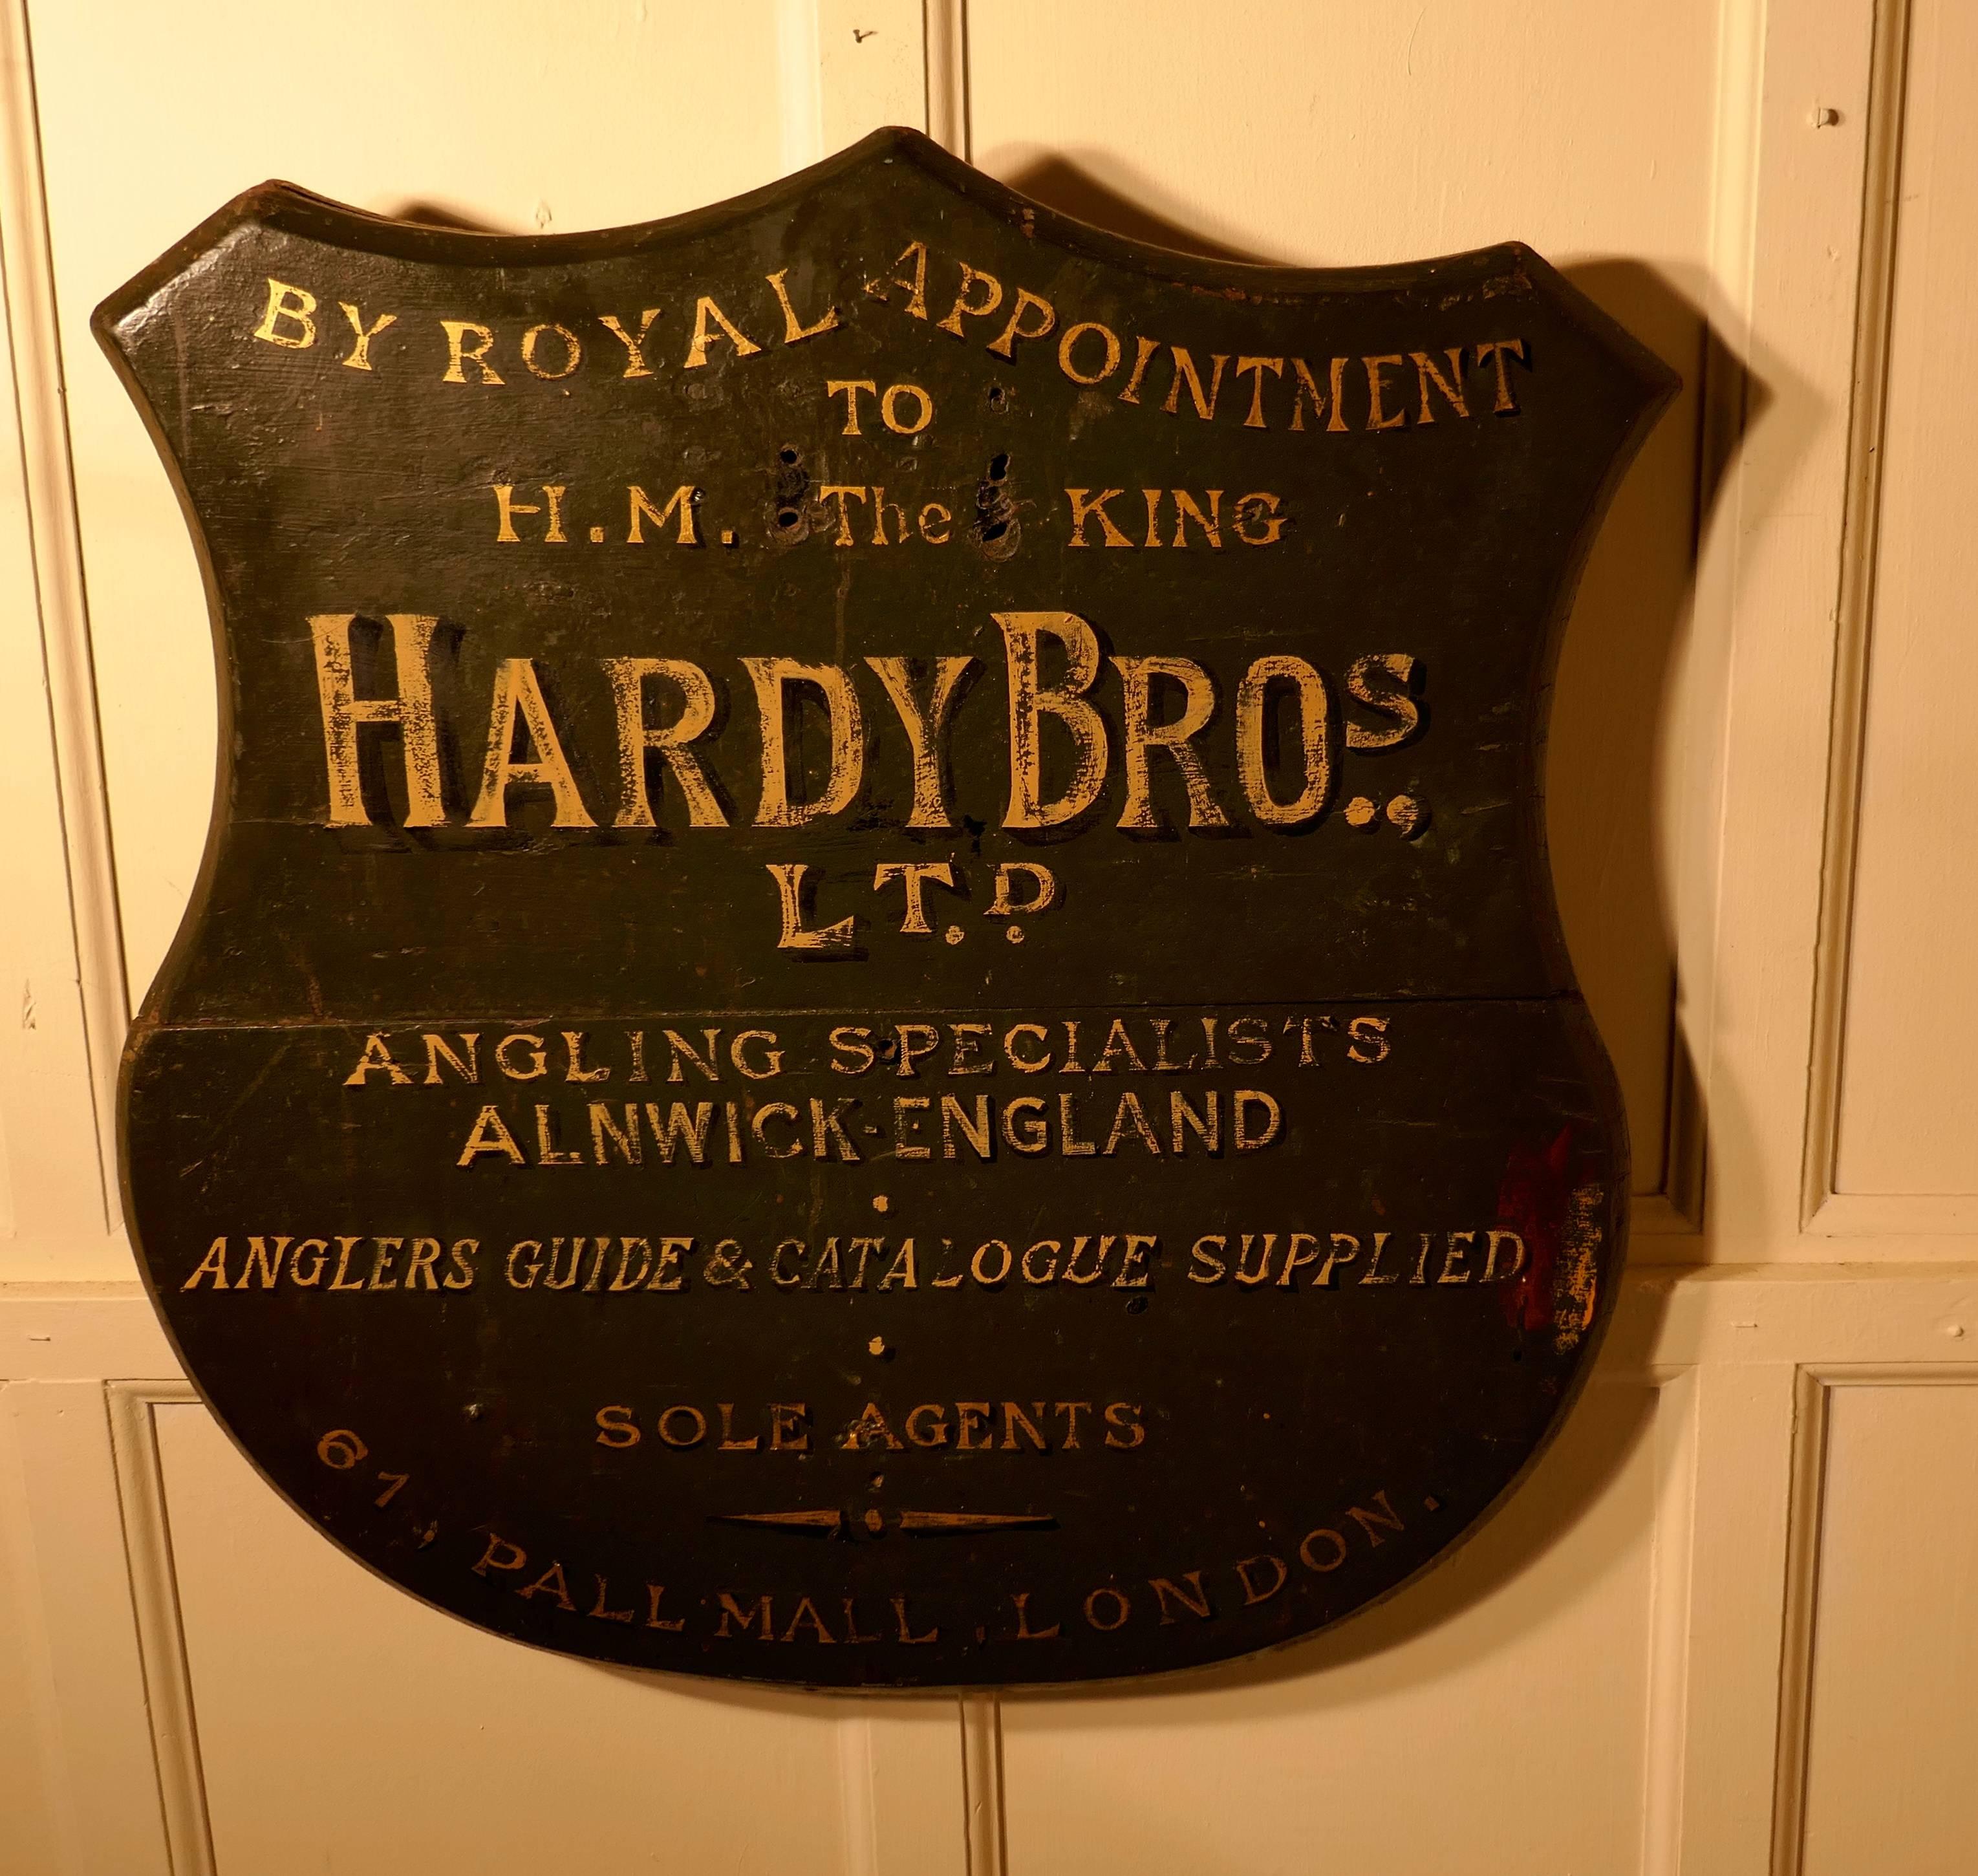 BY ROYAL APPOINTMENT
TO
H.M. The KING
HARDY BROS.,
LT.D.
ANGLING SPECIALISTS
ALNWICK-ENGLAND
ANGLERS GUIDE & CATALOGUE SUPPLIED
SOLE AGENTS
61, PALL MALL, LONDON.